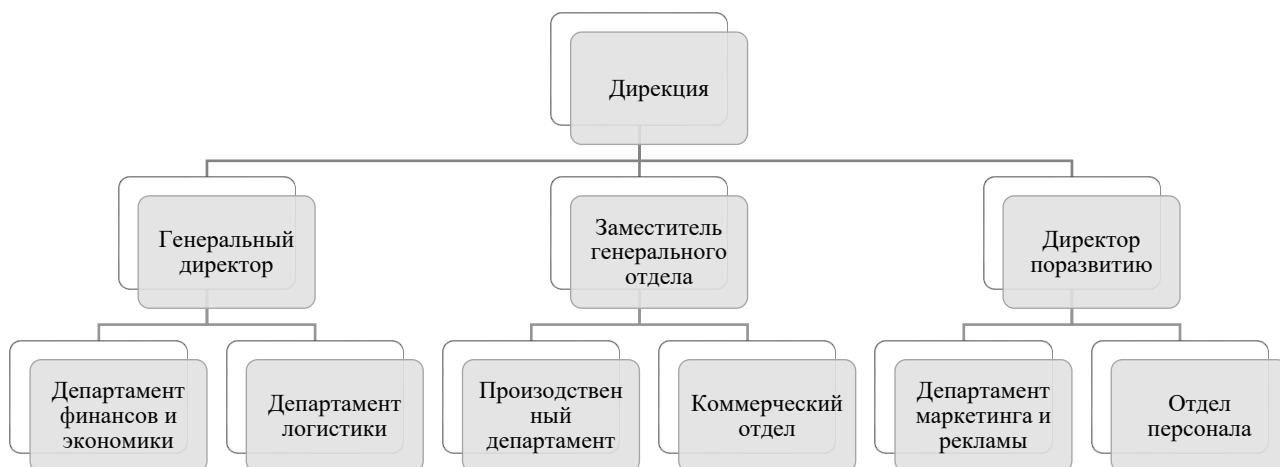 Дирекция
Генеральный
директор
Заместитель
генерального
отдела
Директор
поразвитию
Департамент
финансов и
экономики
Департамент
логистики
Произодствен
ный
департамент
Коммерческий
отдел
Департамент
маркетинга и
рекламы
Отдел
персонала